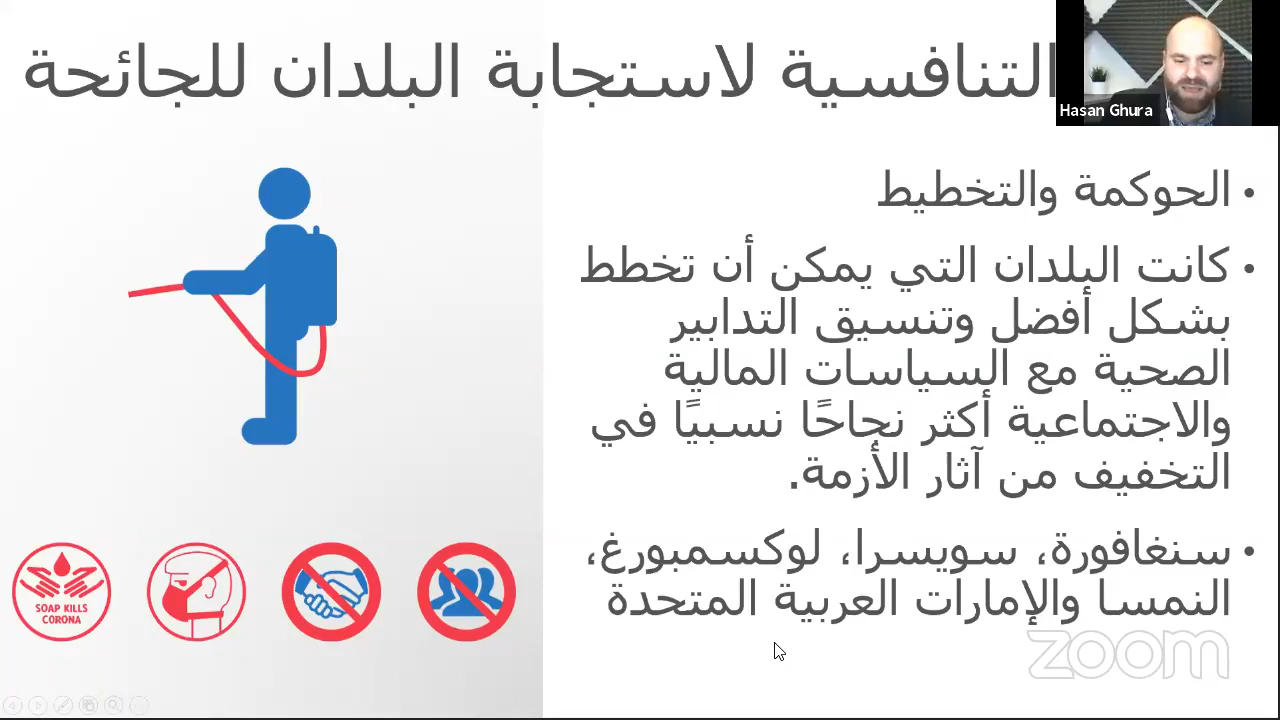 التنافسية لاستجابة البلدان للجائحة
Hasan Ghura
• الحوكمة والتخطيط
• كانت البلدان التي يمكن أن تخطط
بشكل أفضل وتنسيق التدابير
الصحية مع السياسات المالية
والاجتماعية أكثر نجاحًا نسبيًا في
التخفيف من آثار الأزمة.
• سنغافورة، سويسرا، لوكسمبورغ،
النمسا والإمارات العربية المتحدة
SOAP KILLS
CORONA
zoom